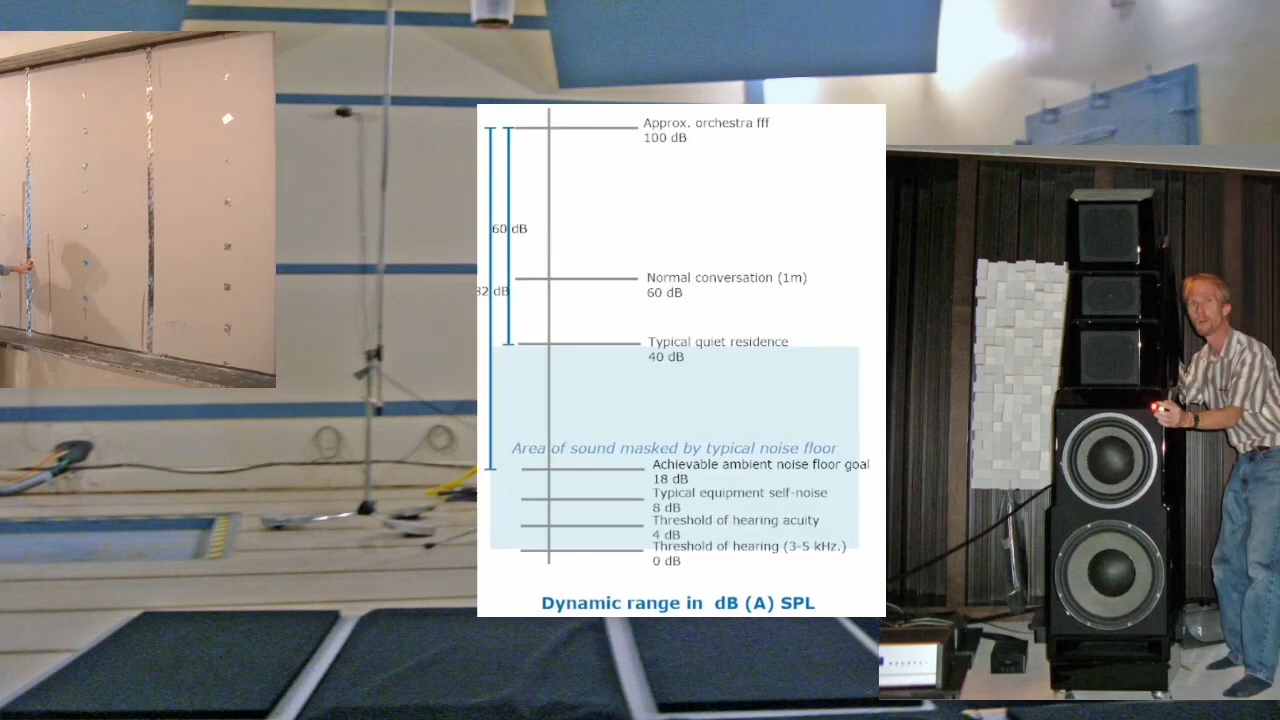 Approx. orchestra fff
100 dB
60 dB
Normal conversation (1m)
60 dB
32 dB
Typical quiet residence
40 dB
Area of sound masked by typical noise floor
Achievable ambient noise floor goal
18 dB
Typical equipment self-noise
8 dB
Threshold of hearing acuity
4 dB
Threshold of hearing (3-5 kHz.)
0 dB
Dynamic range in dB (A) SPL